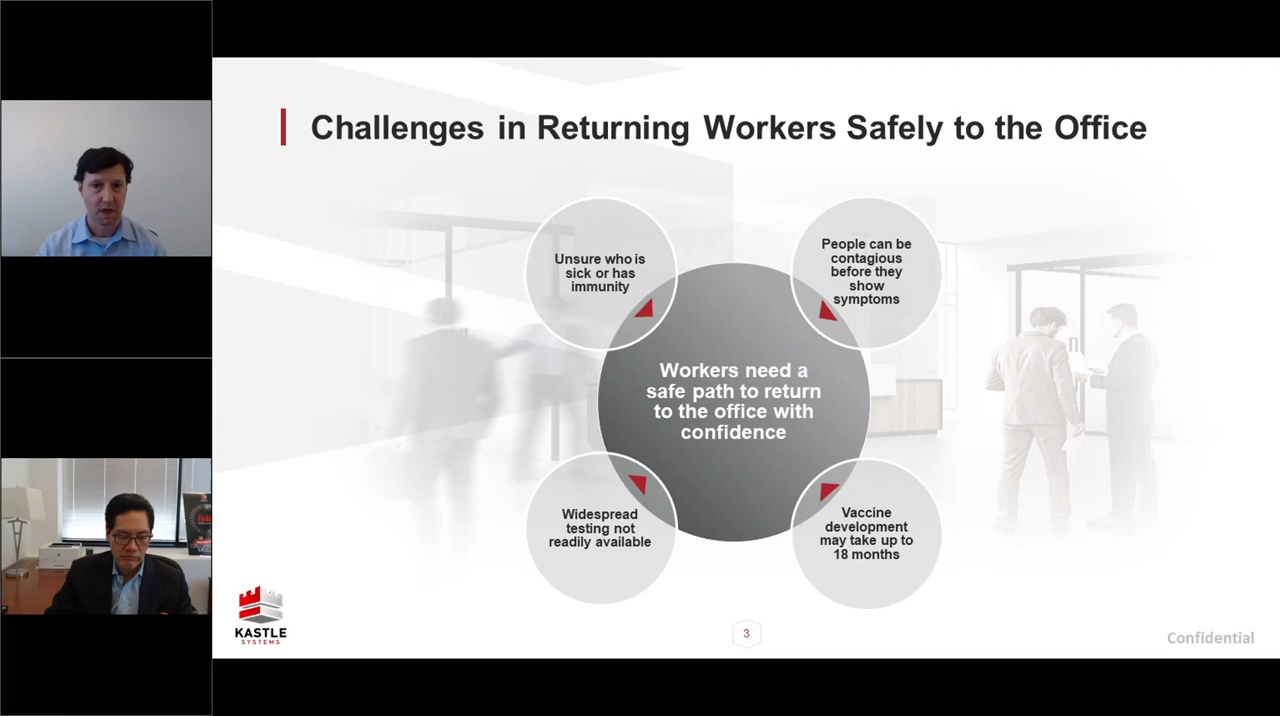 Challenges in Returning Workers Safely to the Office
Unsure who is
sick or has
immunity
People can be
contagious
before they
show
symptoms
Workers need a
safe path to return
to the office with
confidence
Widespread
testing not
readily available
Vaccine
development
may take up to
18 months
KASTLE
SYSTEMS
3
Confidential